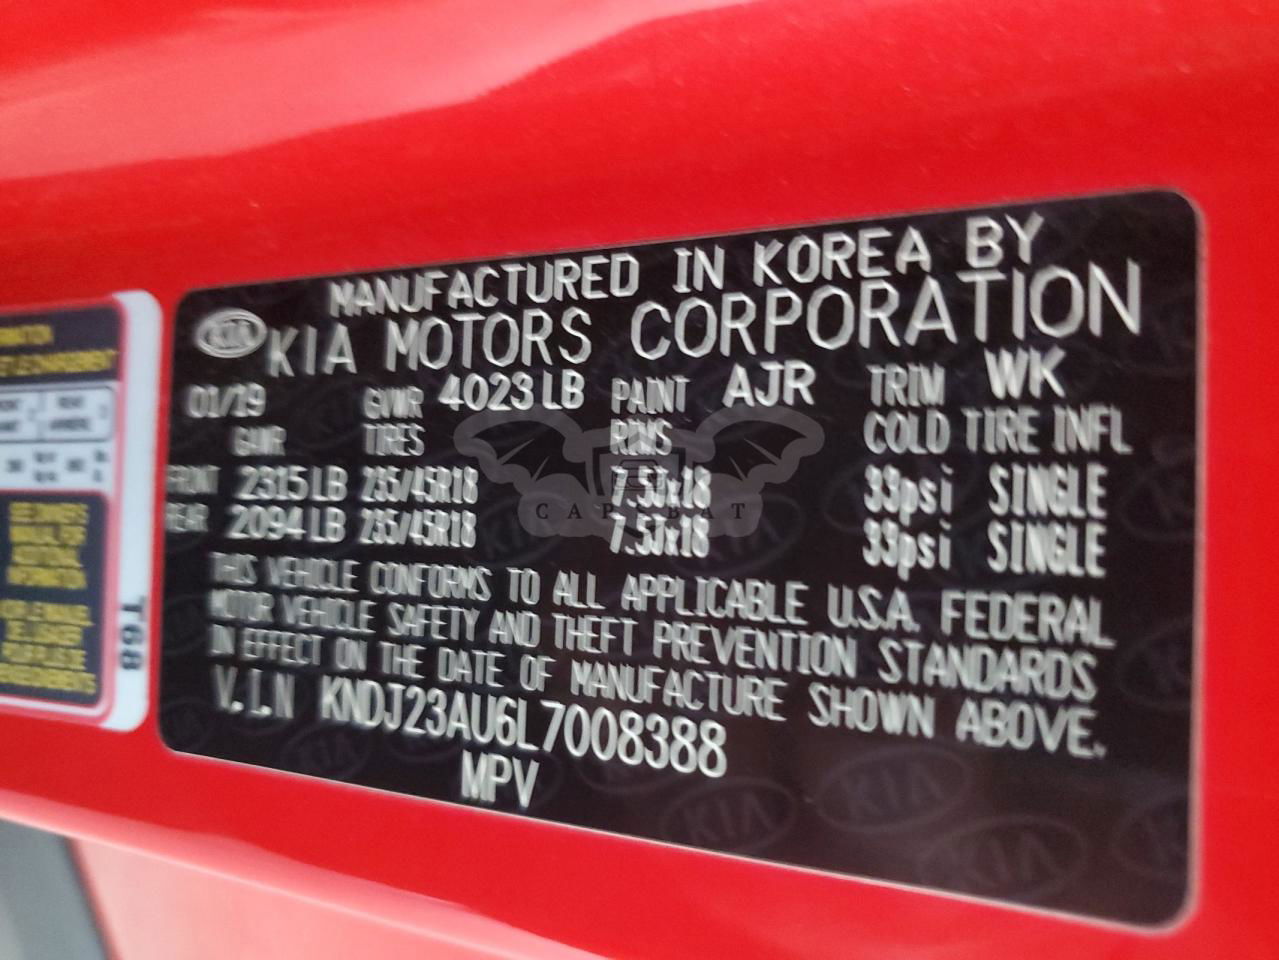 MANUFACTURED IN KOREA BY
KIA KIA MOTORS CORPORATION
01/19 GVWR 4023 LB PAINT AJR TRIM WK
GAWR TIRES RIMS COLD TIRE INFL
FRONT 2315 LB 235/45R18 7.5Jx18 33psi SINGLE
REAR 2094 LB 235/45R18 7.5Jx18 33psi SINGLE
CAPSBAT
THIS VEHICLE CONFORMS TO ALL APPLICABLE U.S.A. FEDERAL
MOTOR VEHICLE SAFETY AND THEFT PREVENTION STANDARDS
IN EFFECT ON THE DATE OF MANUFACTURE SHOWN ABOVE.
V.I.N KNDJ23AU6L7008388
MPV
T68